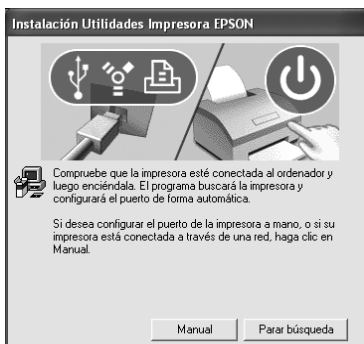 Instalación Utilidades Impresora EPSON
Compruebe que la impresora esté conectada al ordenador y
luego enciéndala. El programa buscará la impresora y
configurará el puerto de forma automática.
Si desea configurar el puerto de la impresora a mano, o si su
impresora está conectada a través de una red, haga clic en
Manual.
Manual
Parar búsqueda